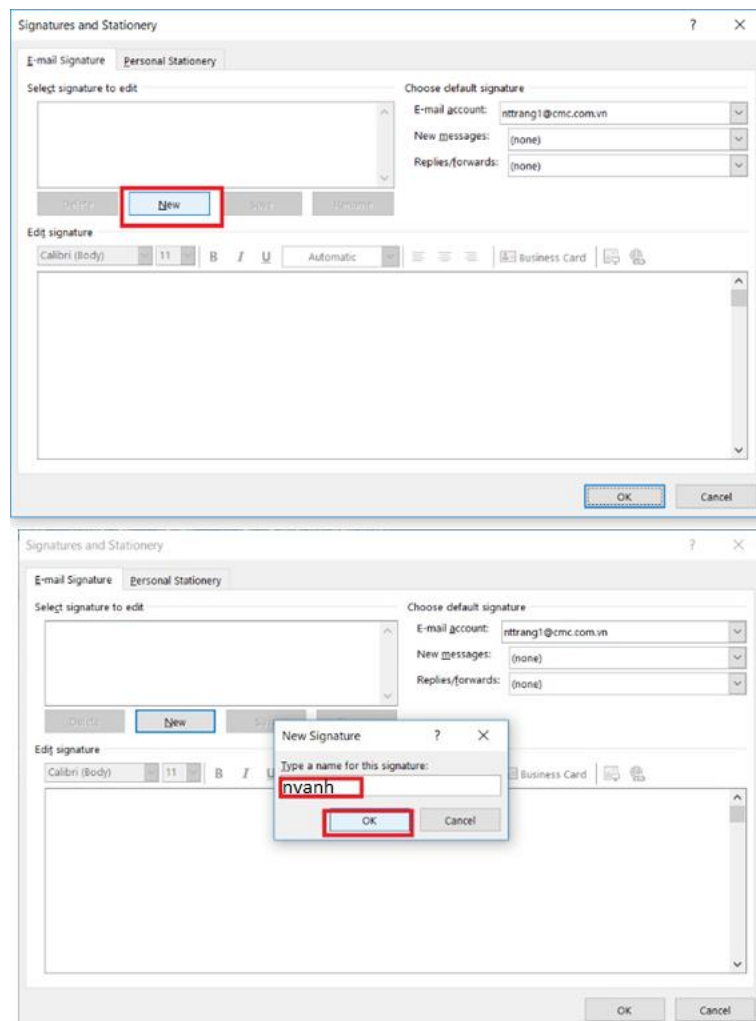 Signatures and Stationery ? ×
E-mail Signature Personal Stationery
Select signature to edit Choose default signature
E-mail account: nttrang1@cmc.com.vn
New messages: (none)
Replies/forwards: (none)
Delete New Save Rename
Edit signature
Calibri (Body) 11 B I U Automatic Business Card
OK Cancel
Signatures and Stationery ? ×
E-mail Signature Personal Stationery
Select signature to edit Choose default signature
E-mail account: nttrang1@cmc.com.vn
New messages: (none)
Replies/forwards: (none)
Delete New
New Signature ? ×
Edit signature
Type a name for this signature:
Calibri (Body) 11 B I U Business Card
nvanh
OK Cancel
OK Cancel